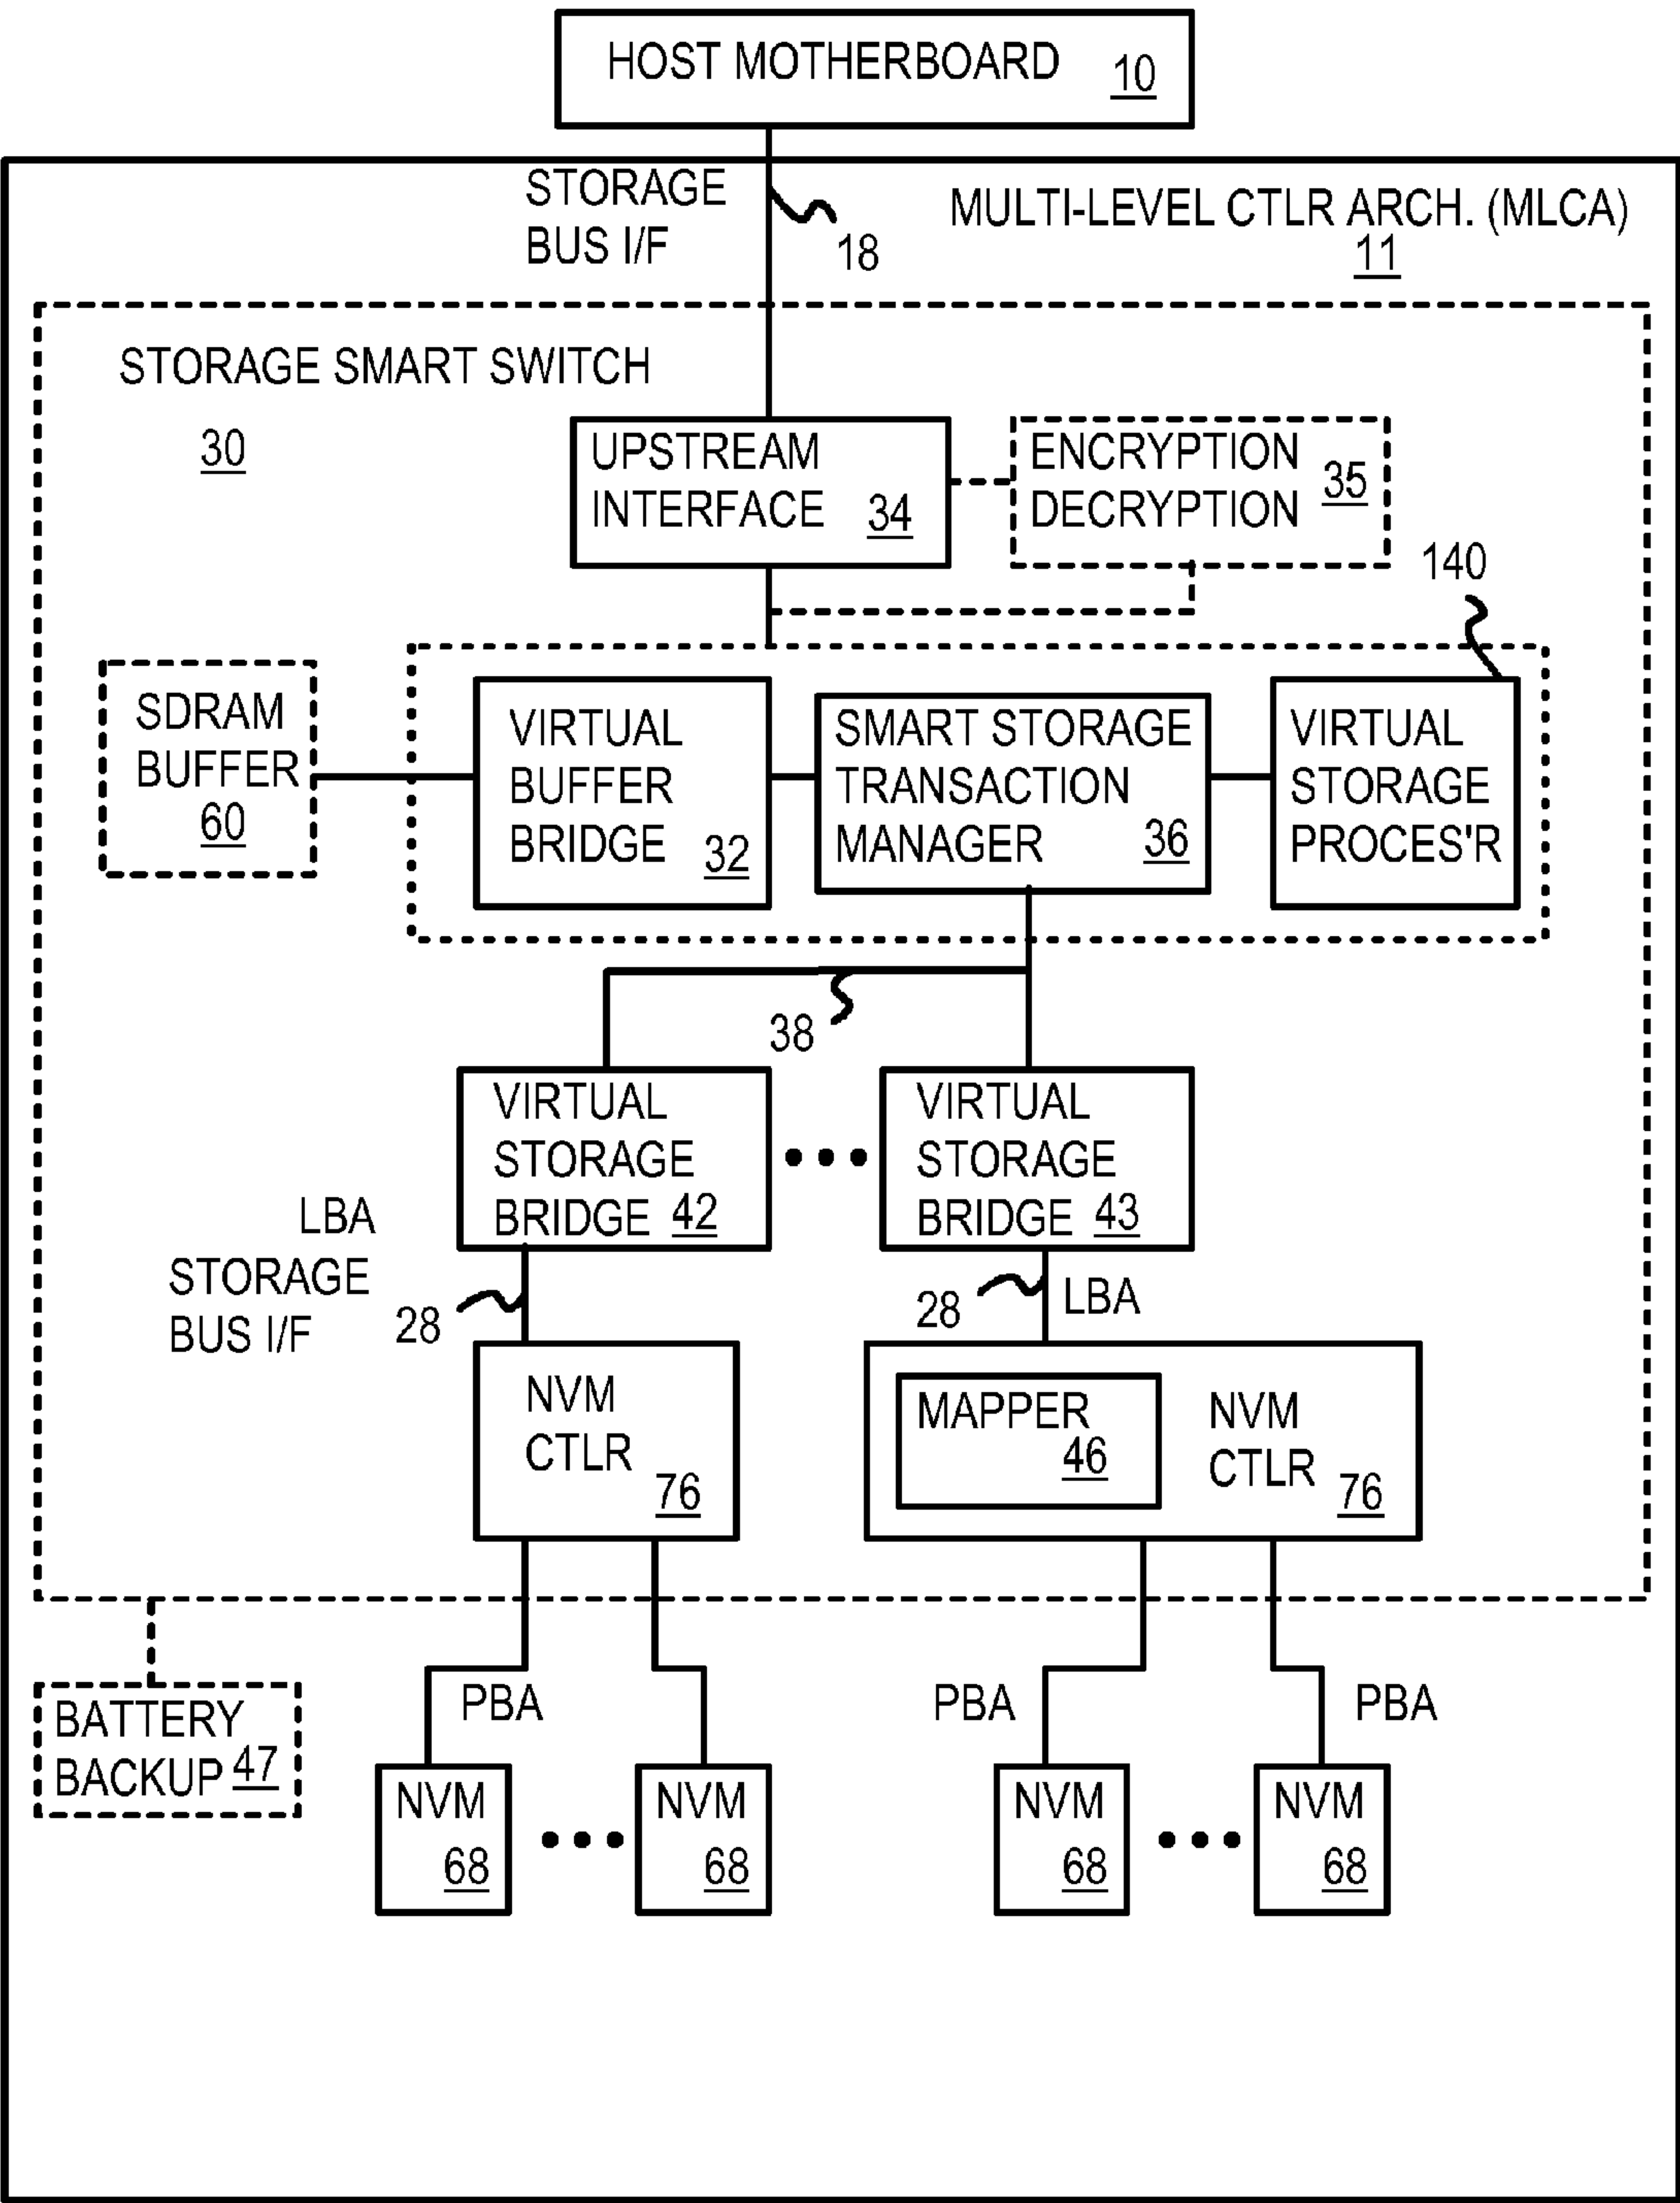 HOST MOTHERBOARD 10
STORAGE
BUS I/F
18
MULTI-LEVEL CTLR ARCH. (MLCA)
11
STORAGE SMART SWITCH
30
UPSTREAM
INTERFACE 34
ENCRYPTION
DECRYPTION 35
140
SDRAM
BUFFER
60
VIRTUAL
BUFFER
BRIDGE 32
SMART STORAGE
TRANSACTION
MANAGER 36
VIRTUAL
STORAGE
PROCES'R
38
VIRTUAL
STORAGE
BRIDGE 42
VIRTUAL
STORAGE
BRIDGE 43
LBA
STORAGE
BUS I/F
28
28
LBA
NVM
CTLR
76
MAPPER
46
NVM
CTLR
76
BATTERY
BACKUP 47
PBA
PBA
PBA
NVM
68
NVM
68
NVM
68
NVM
68